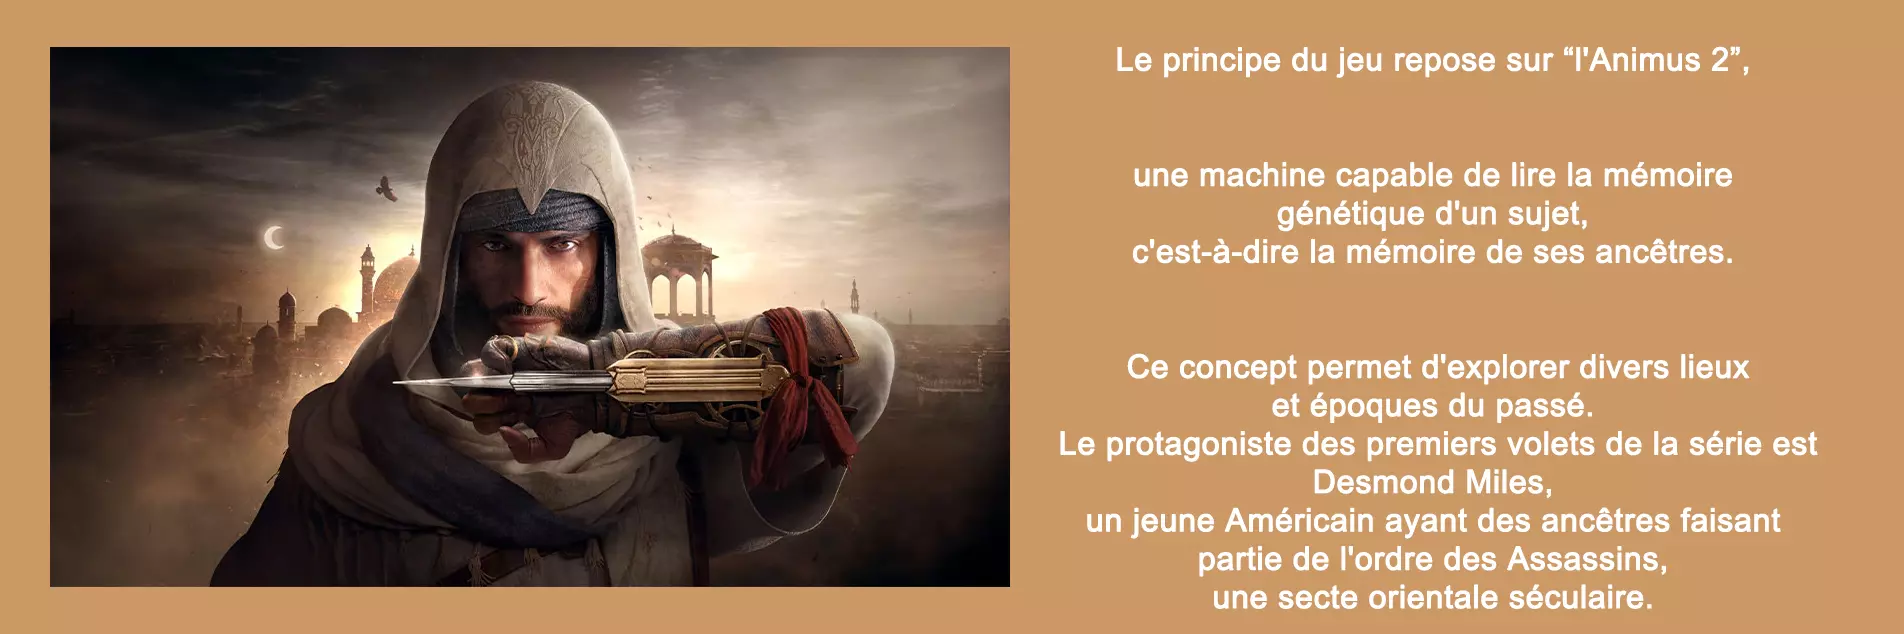 Le principe du jeu repose sur “l'Animus 2”,
une machine capable de lire la mémoire
génétique d'un sujet,
c'est-à-dire la mémoire de ses ancêtres.
Ce concept permet d'explorer divers lieux
et époques du passé.
Le protagoniste des premiers volets de la série est
Desmond Miles,
un jeune Américain ayant des ancêtres faisant
partie de l'ordre des Assassins,
une secte orientale séculaire.